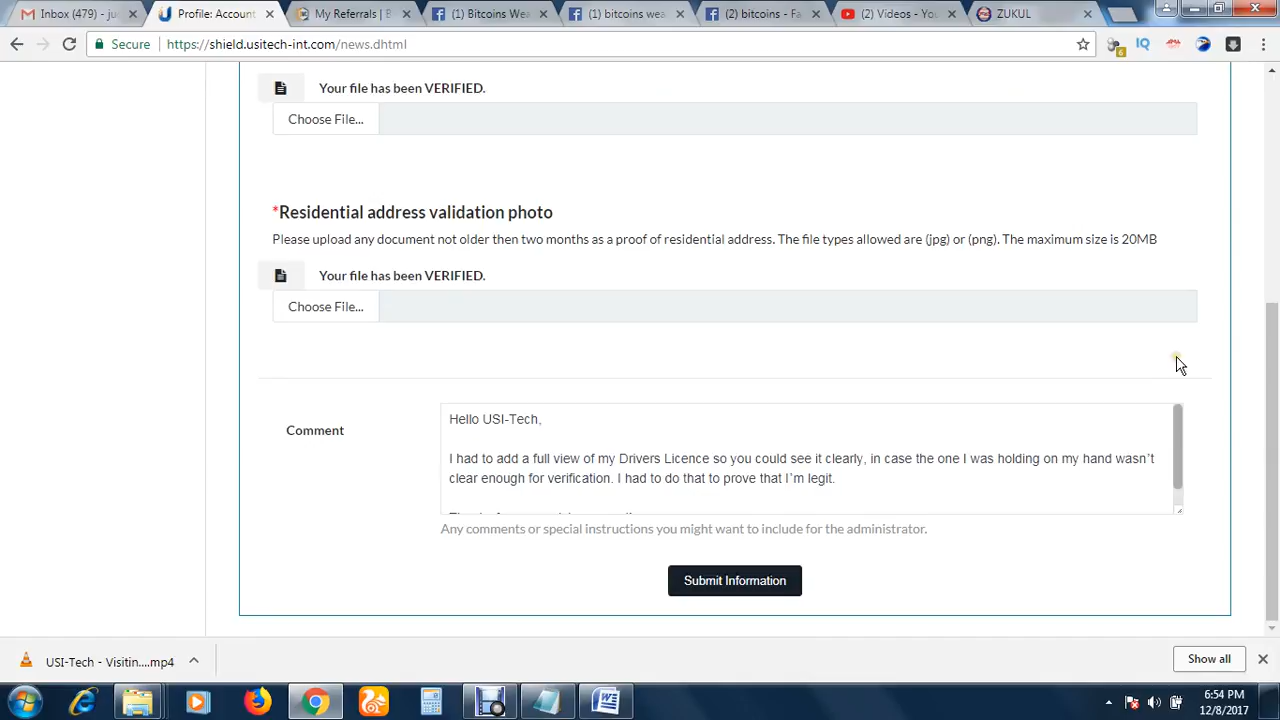 Inbox (479) - ju
Profile: Account
My Referrals | B
(1) Bitcoins Wea
(1) bitcoins wea
(2) bitcoins - Fa
(2) Videos - You
ZUKUL
Secure
https://shield.usitech-int.com/news.dhtml
6
IQ
Your file has been VERIFIED.
Choose File...
*Residential address validation photo
Please upload any document not older then two months as a proof of residential address. The file types allowed are (jpg) or (png). The maximum size is 20MB
Your file has been VERIFIED.
Choose File...
Comment
Hello USI-Tech,
I had to add a full view of my Drivers Licence so you could see it clearly, in case the one I was holding on my hand wasn't
clear enough for verification. I had to do that to prove that I'm legit.
Any comments or special instructions you might want to include for the administrator.
Submit Information
USI-Tech - Visitin....mp4
Show all
6:54 PM
12/8/2017